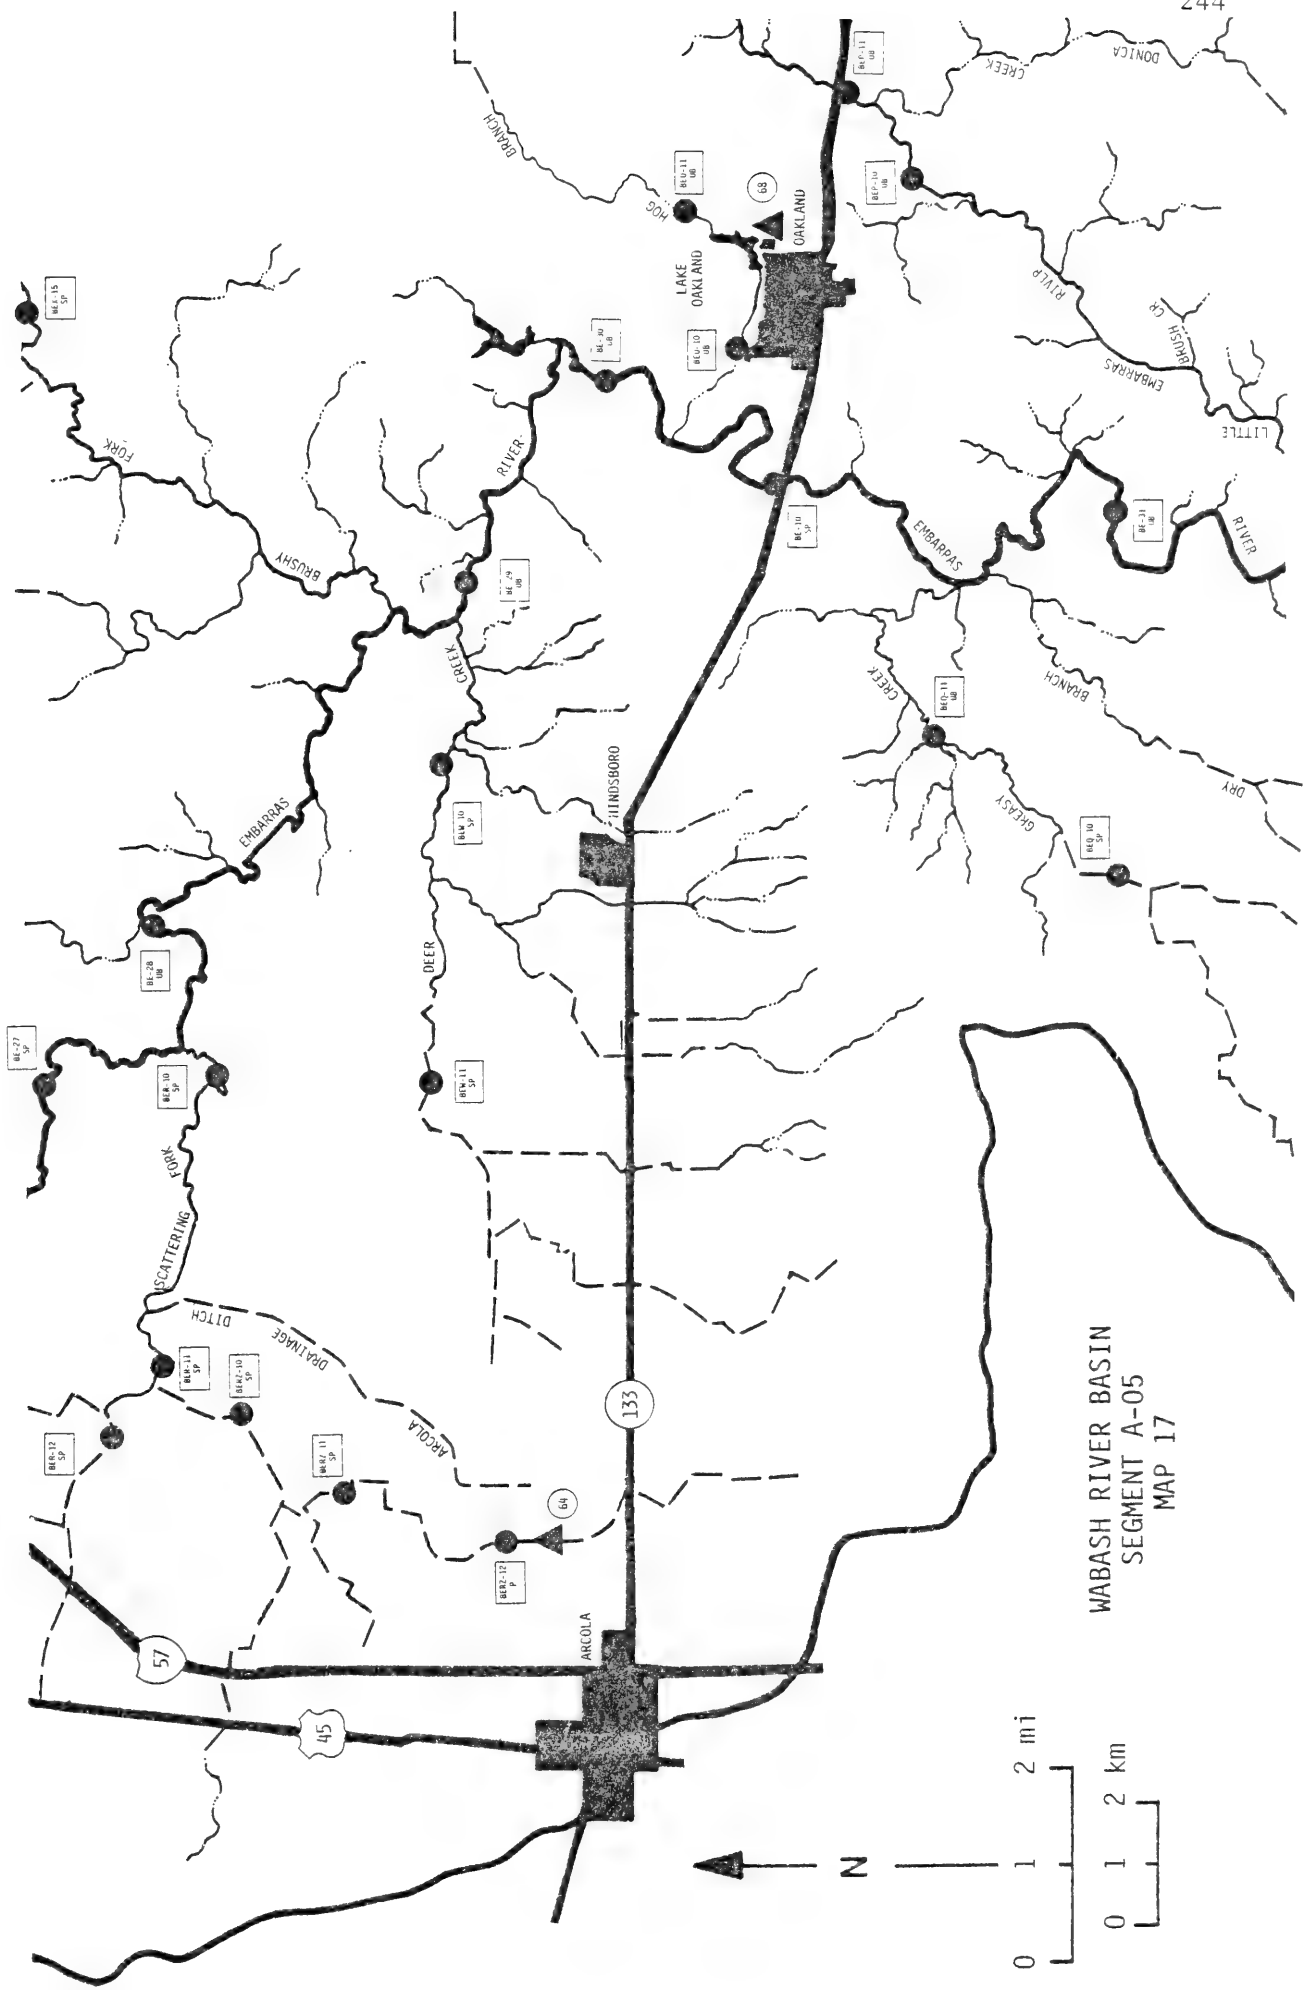 244
BEX-15
SP
BE-27
SP
BE-28
UB
BER-10
SP
BER-11
SP
BER-12
SP
BERZ-10
SP
BERZ-11
SP
BERZ-12
P
64
57
45
ARCOLA
133
SCATTERING
FORK
ARCOLA
DRAINAGE
DITCH
EMBARRAS
RIVER
BRUSHY
FORK
DEER
CREEK
BEW-11
SP
BEW 10
SP
BE 29
UB
BE-30
UB
HINDSBORO
HOG
BRANCH
BEU-11
UB
BEU-10
UB
68
LAKE
OAKLAND
OAKLAND
BE-110
SP
BEP-11
UB
BEP-10
UB
DONICA
CREEK
LITTLE
EMBARRAS
RIVER
BRUSH CR
EMBARRAS
RIVER
BE-31
UB
GREASY
CREEK
BEQ-11
UB
BEQ 10
SP
DRY
BRANCH
WABASH RIVER BASIN
SEGMENT A-05
MAP 17
N
0 1 2 mi
0 1 2 km